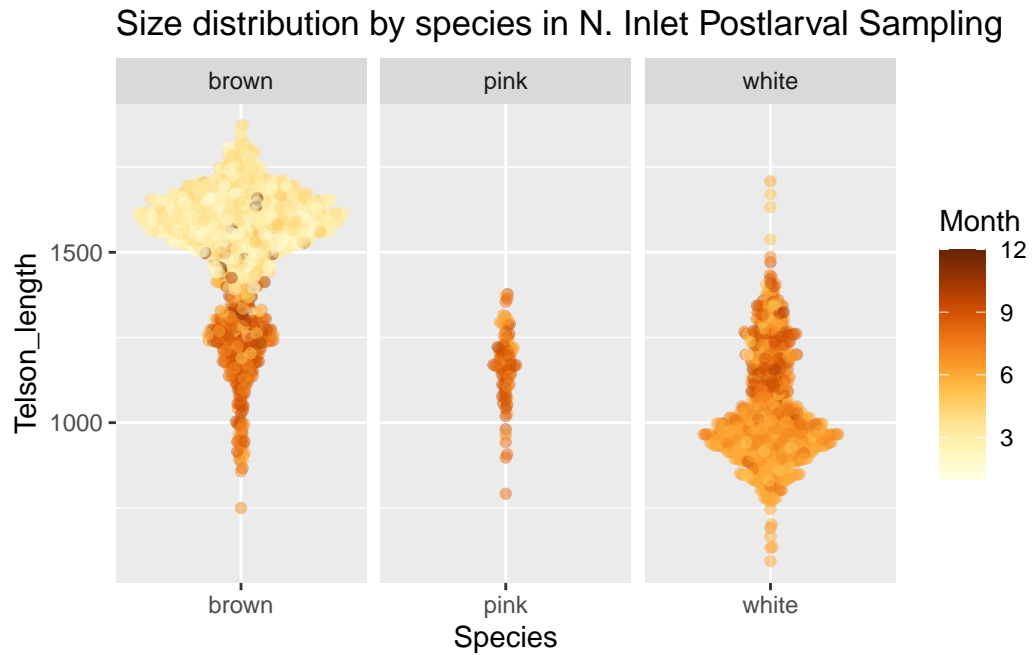 Size distribution by species in N. Inlet Postlarval Sampling
brown
pink
white
Telson_length
1500
1000
brown
pink
white
Species
Month
12
9
6
3